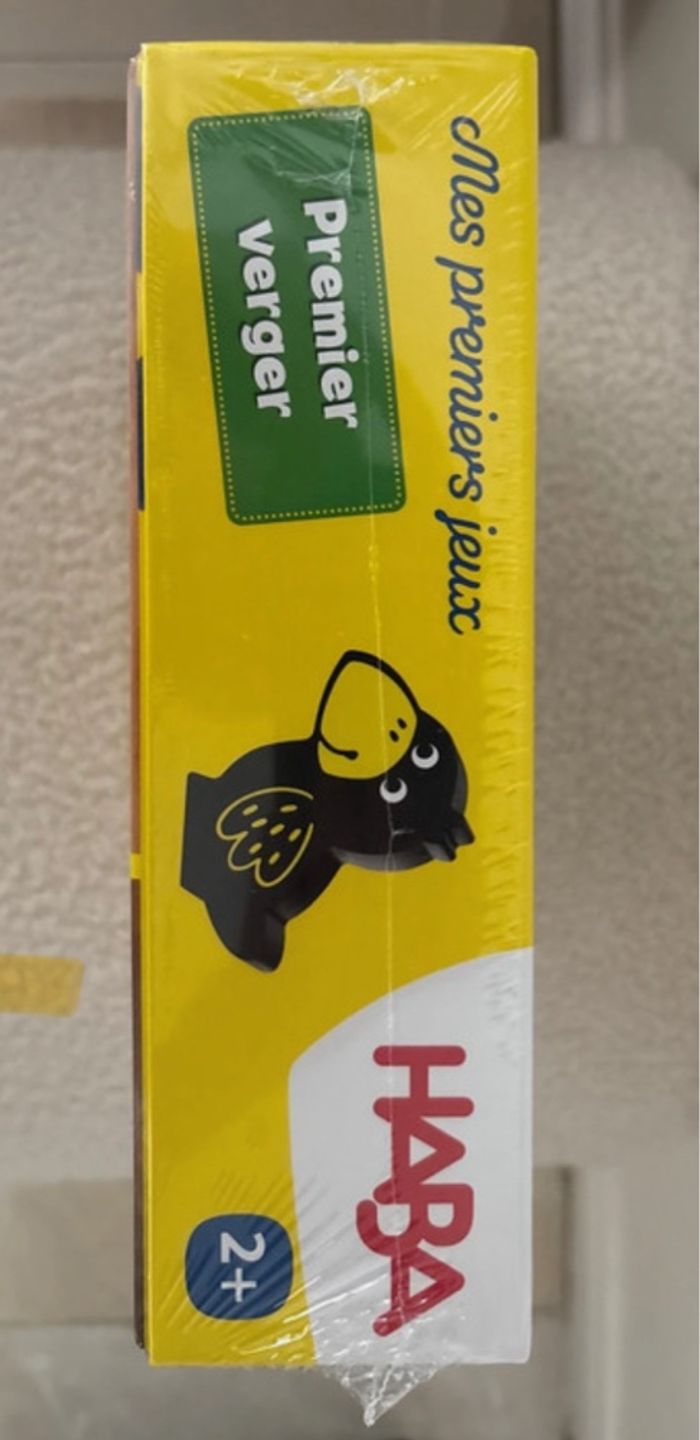 Mes premiers jeux
Premier
verger
HABA
2+